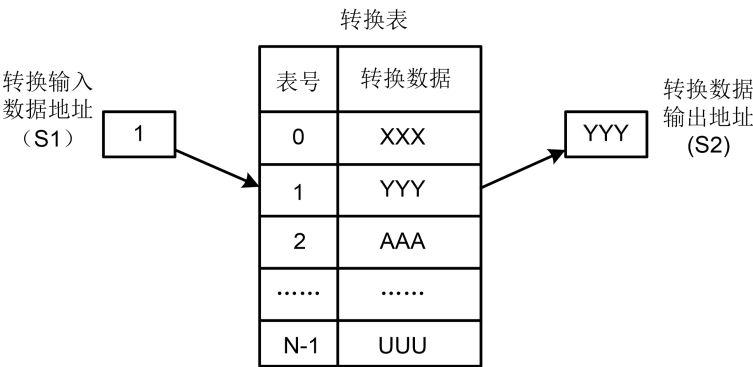 转换表
转换输入
数据地址
（S1）
1
表号 转换数据
0 XXX
1 YYY
2 AAA
…… ……
N-1 UUU
YYY
转换数据
输出地址
(S2)